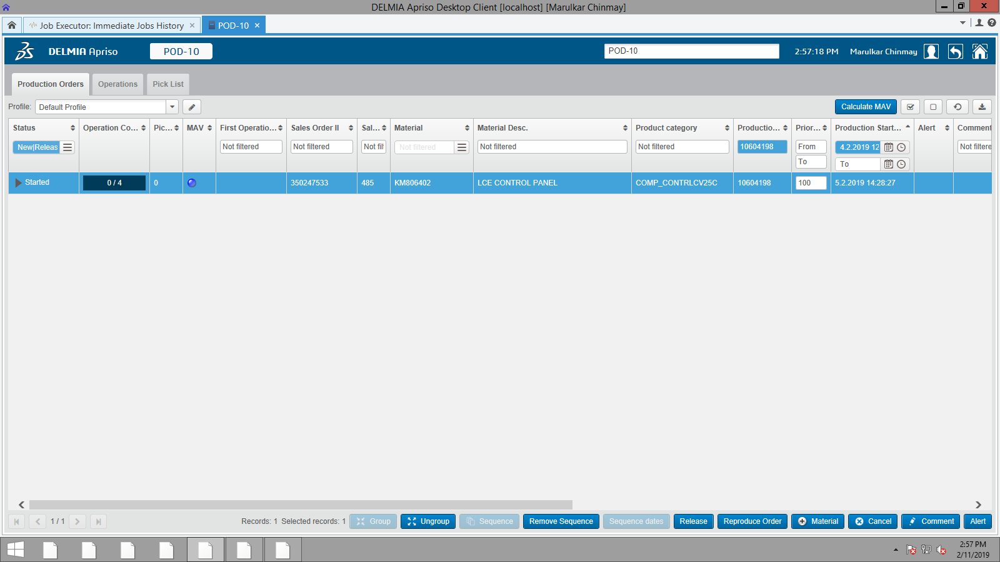 DELMIA Apriso Desktop Client [localhost] [Marulkar Chinmay]
Job Executor: Immediate Jobs History
POD-10
DELMIA Apriso
POD-10
POD-10
2:57:18 PM
Marulkar Chinmay
Production Orders
Operations
Pick List
Profile:
Default Profile
Calculate MAV
Status
Operation Co...
Pic...
MAV
First Operatio...
Sales Order II
Sal...
Material
Material Desc.
Product category
Productio...
Prior...
Production Start...
Alert
Comment
New|Releas
Not filtered
Not filtered
Not fil
Not filtered
Not filtered
Not filtered
10604198
From
4.2.2019 12
Not filtere
To
To
Started
0 / 4
0
350247533
485
KM806402
LCE CONTROL PANEL
COMP_CONTRLCV25C
10604198
100
5.2.2019 14:28:27
1 / 1
Records: 1
Selected records: 1
Group
Ungroup
Sequence
Remove Sequence
Sequence dates
Release
Reproduce Order
Material
Cancel
Comment
Alert
2:57 PM
2/11/2019